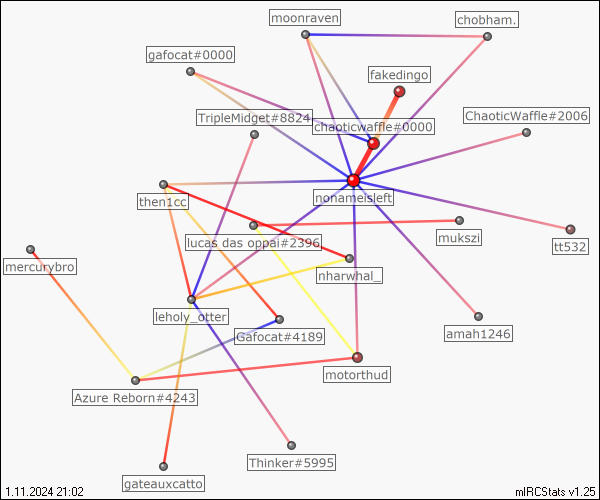 moonraven
chobham.
gafocat#0000
fakedingo
TripleMidget#8824
ChaoticWaffle#2006
chaoticwaffle#0000
then1cc
nonameisleft
lucas das oppai#2396
mukszi
tt532
mercurybro
nharwhal_
leholy_otter
Gafocat#4189
amah1246
motorthud
Azure Reborn#4243
Thinker#5995
gateauxcatto
1.11.2024 21:02
mIRCStats v1.25